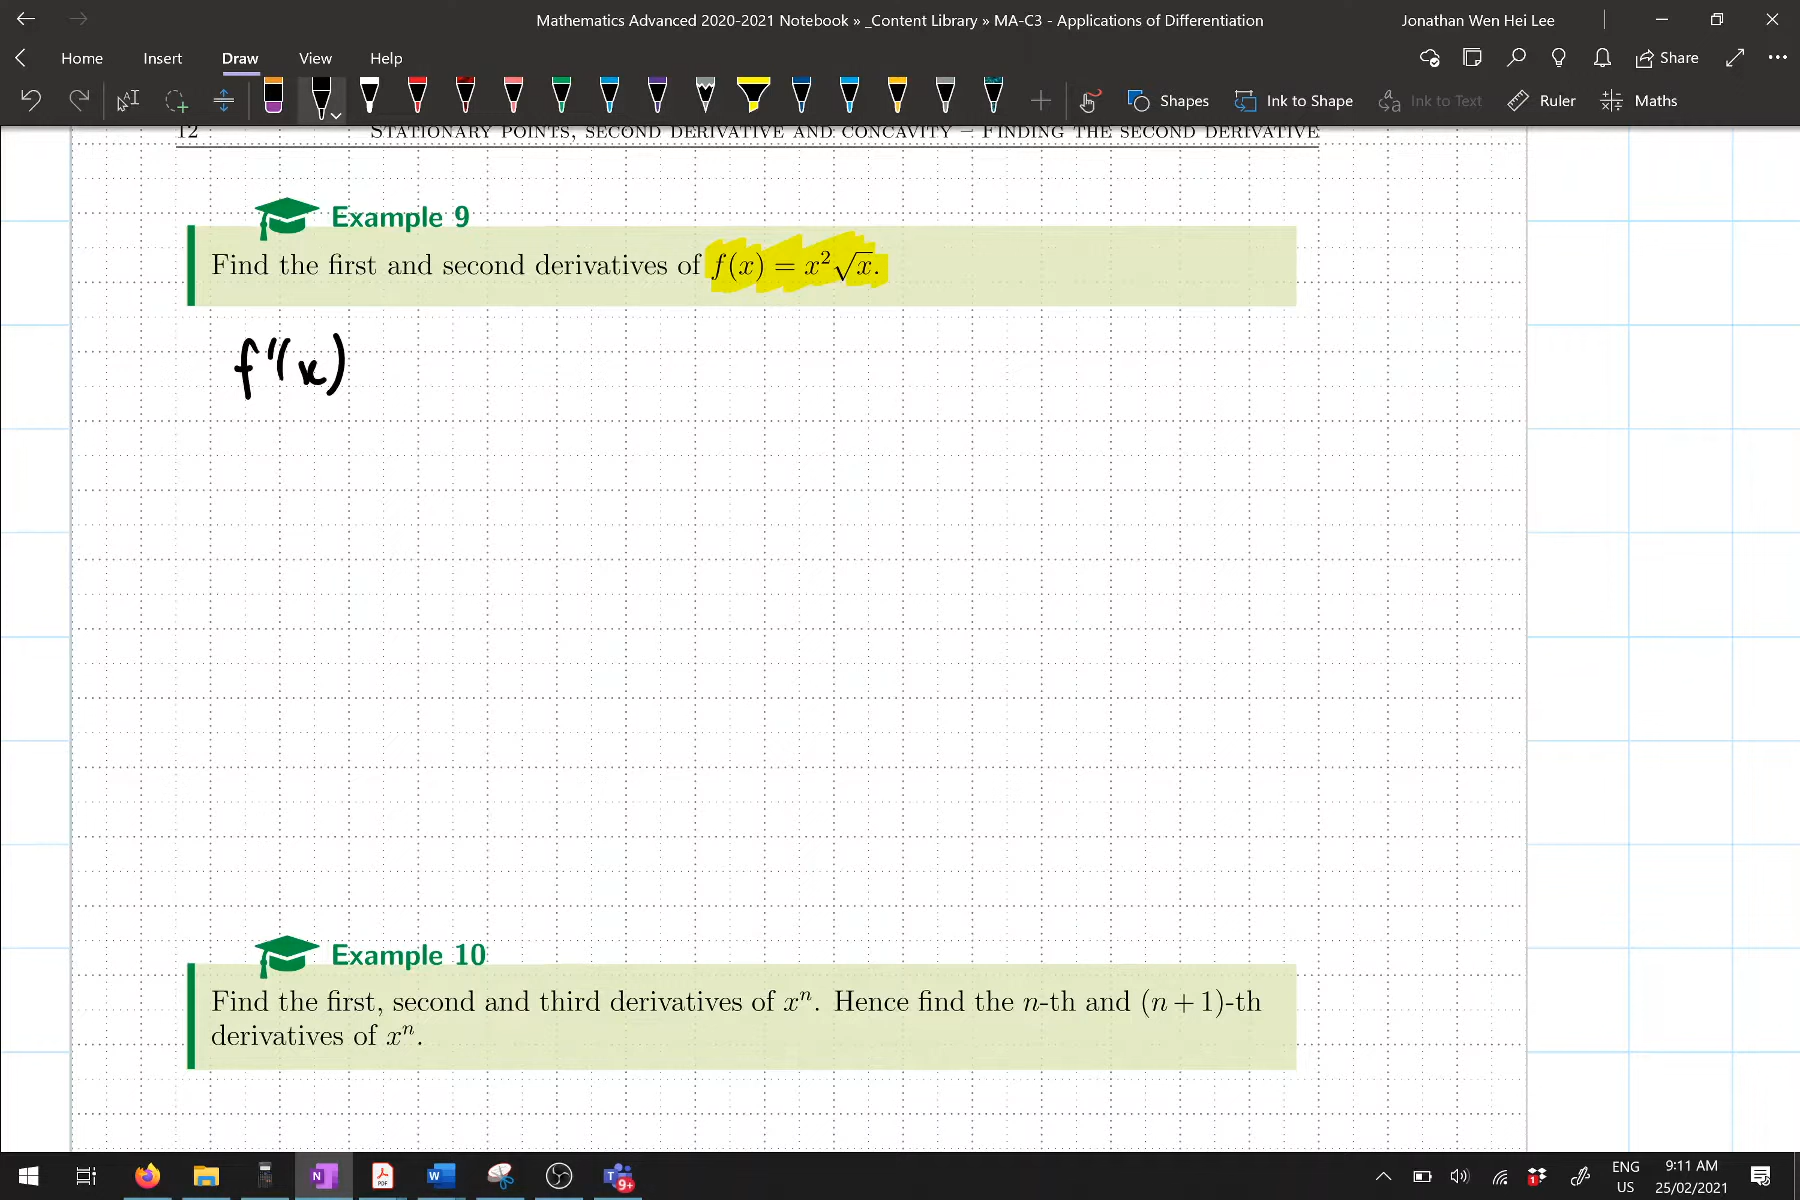 Mathematics Advanced 2020-2021 Notebook » _Content Library » MA-C3 - Applications of Differentiation
Jonathan Wen Hei Lee
Home Insert Draw View Help
Share
Shapes Ink to Shape Ink to Text Ruler Maths
12 STATIONARY POINTS, SECOND DERIVATIVE AND CONCAVITY – FINDING THE SECOND DERIVATIVE
Example 9
Find the first and second derivatives of f(x) = x²√x.
f'(x)
Example 10
Find the first, second and third derivatives of xⁿ. Hence find the n-th and (n + 1)-th
derivatives of xⁿ.
ENG 9:11 AM
US 25/02/2021